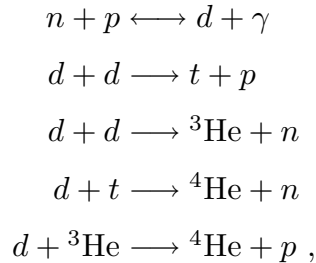 n + p ⟷ d + γ
d + d ⟶ t + p
d + d ⟶ ³He + n
d + t ⟶ ⁴He + n
d + ³He ⟶ ⁴He + p ,